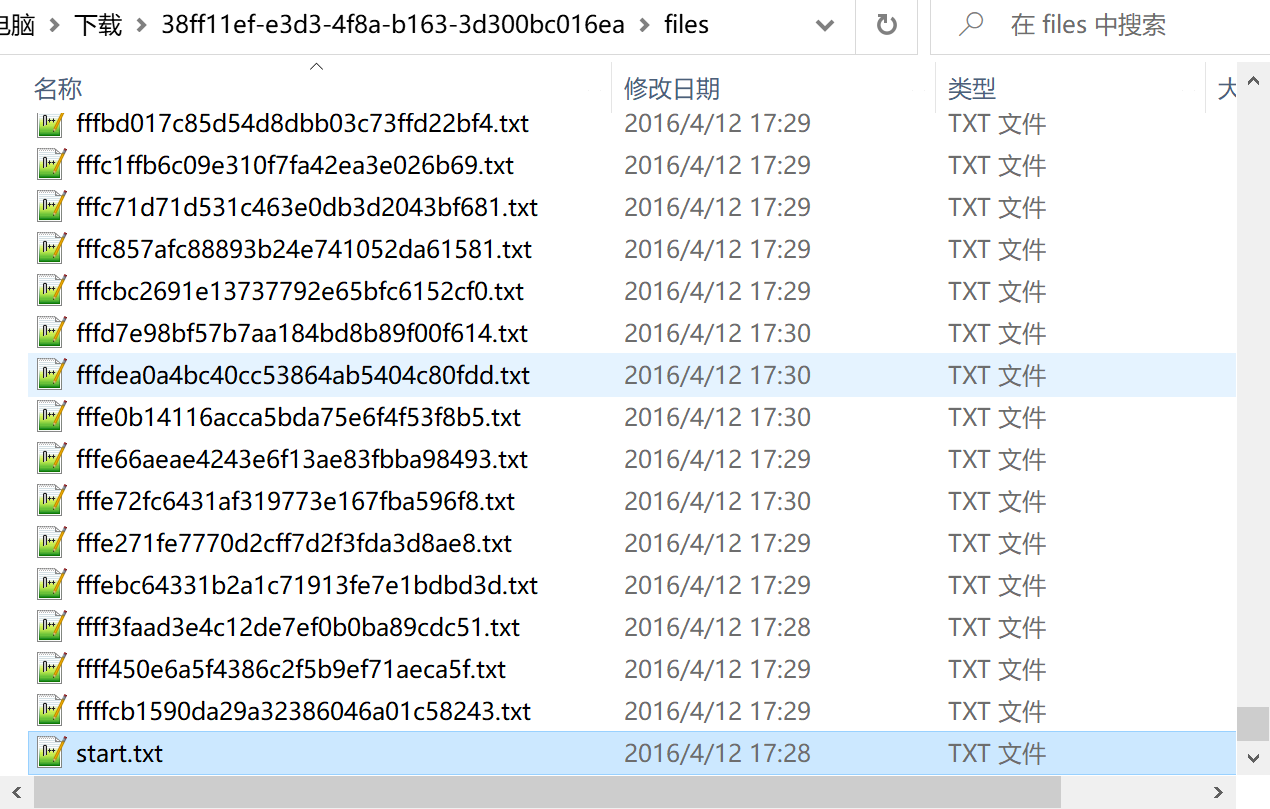 电脑 > 下载 > 38ff11ef-e3d3-4f8a-b163-3d300bc016ea > files 在 files 中搜索
名称 修改日期 类型 大
fffbd017c85d54d8dbb03c73ffd22bf4.txt 2016/4/12 17:29 TXT 文件
fffc1ffb6c09e310f7fa42ea3e026b69.txt 2016/4/12 17:29 TXT 文件
fffc71d71d531c463e0db3d2043bf681.txt 2016/4/12 17:29 TXT 文件
fffc857afc88893b24e741052da61581.txt 2016/4/12 17:29 TXT 文件
fffcbc2691e13737792e65bfc6152cf0.txt 2016/4/12 17:29 TXT 文件
fffd7e98bf57b7aa184bd8b89f00f614.txt 2016/4/12 17:30 TXT 文件
fffdea0a4bc40cc53864ab5404c80fdd.txt 2016/4/12 17:30 TXT 文件
fffe0b14116acca5bda75e6f4f53f8b5.txt 2016/4/12 17:30 TXT 文件
fffe66aeae4243e6f13ae83fbba98493.txt 2016/4/12 17:29 TXT 文件
fffe72fc6431af319773e167fba596f8.txt 2016/4/12 17:30 TXT 文件
fffe271fe7770d2cff7d2f3fda3d8ae8.txt 2016/4/12 17:29 TXT 文件
fffebc64331b2a1c71913fe7e1bdbd3d.txt 2016/4/12 17:29 TXT 文件
ffff3faad3e4c12de7ef0b0ba89cdc51.txt 2016/4/12 17:28 TXT 文件
ffff450e6a5f4386c2f5b9ef71aeca5f.txt 2016/4/12 17:29 TXT 文件
ffffcb1590da29a32386046a01c58243.txt 2016/4/12 17:29 TXT 文件
start.txt 2016/4/12 17:28 TXT 文件